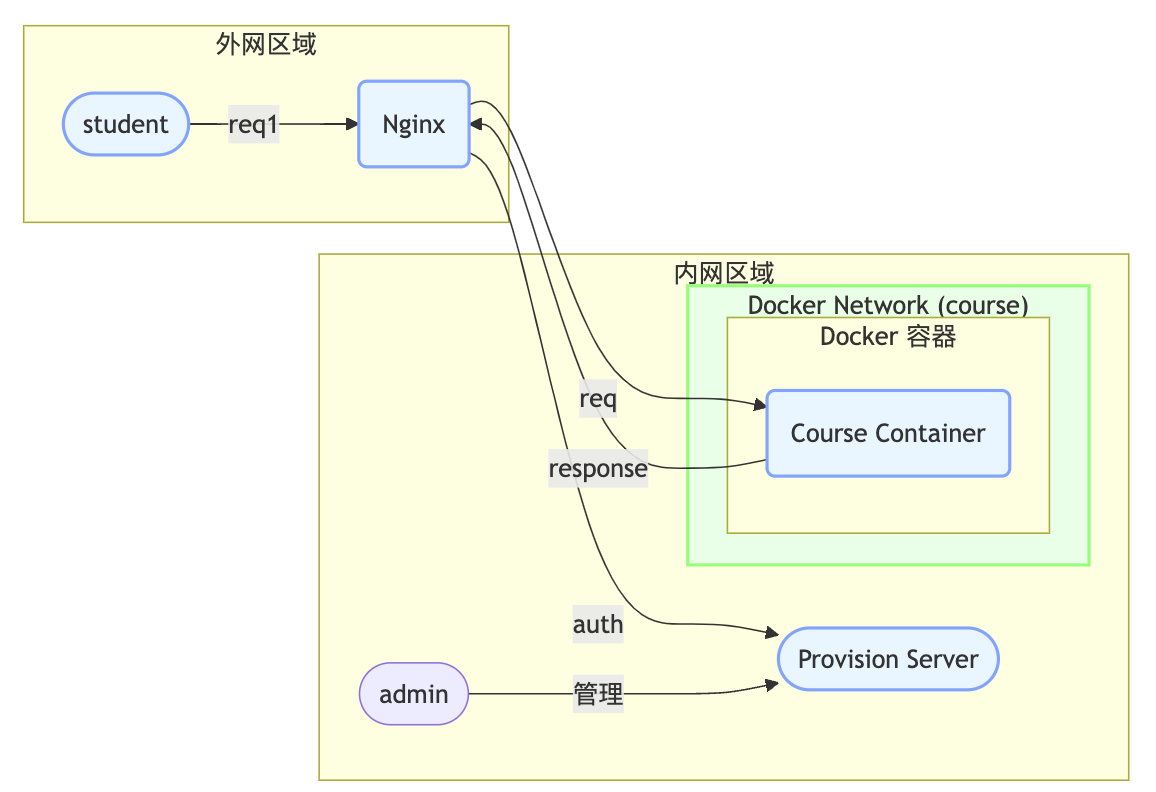 外网区域
student
req1
Nginx
内网区域
Docker Network (course)
Docker 容器
req
Course Container
response
auth
Provision Server
admin
管理